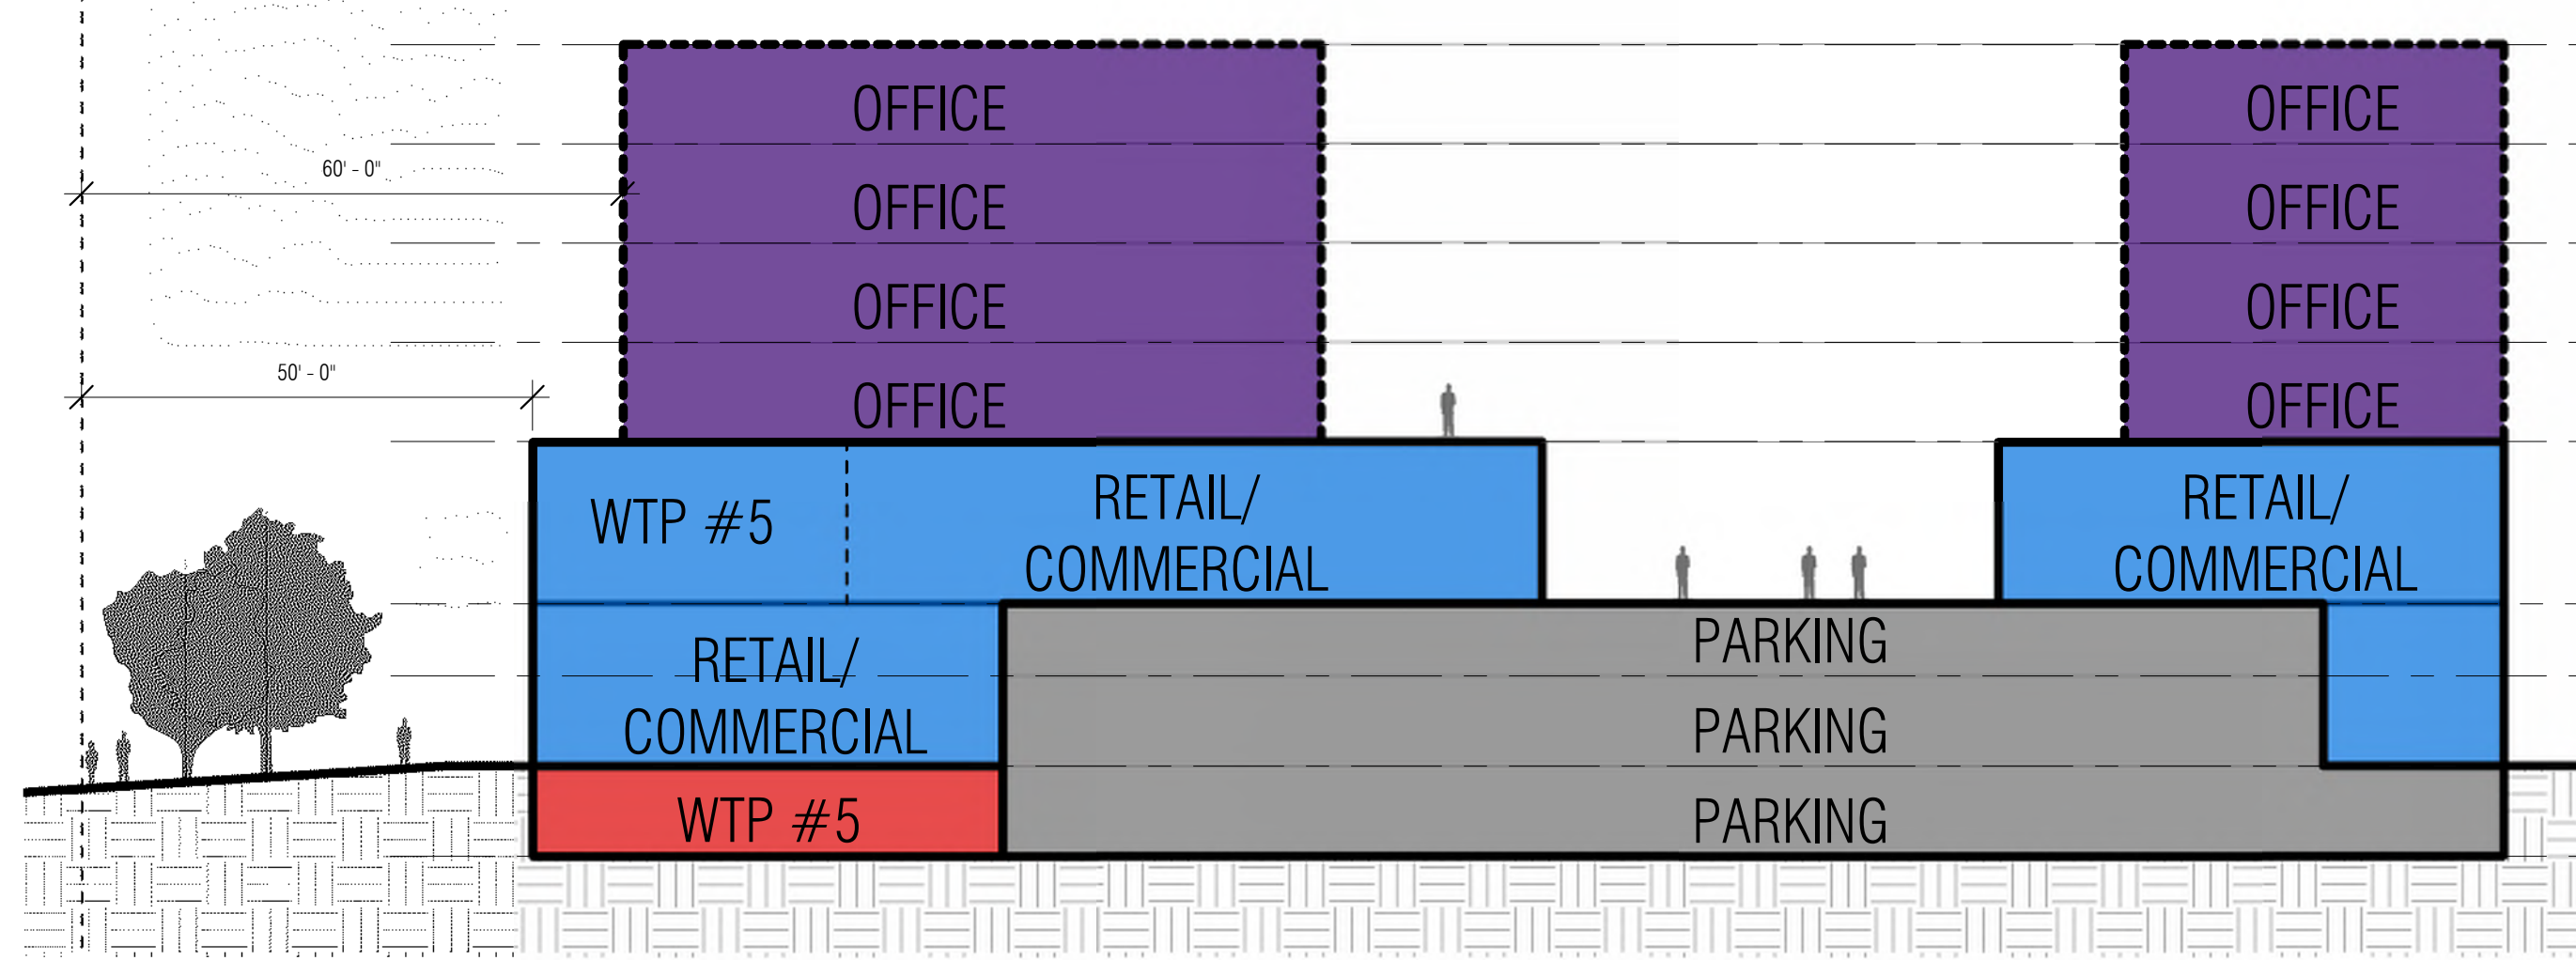 OFFICE
OFFICE
60' - 0"
OFFICE
OFFICE
OFFICE
OFFICE
50' - 0"
OFFICE
OFFICE
WTP #5
RETAIL/
COMMERCIAL
RETAIL/
COMMERCIAL
RETAIL/
COMMERCIAL
PARKING
PARKING
WTP #5
PARKING